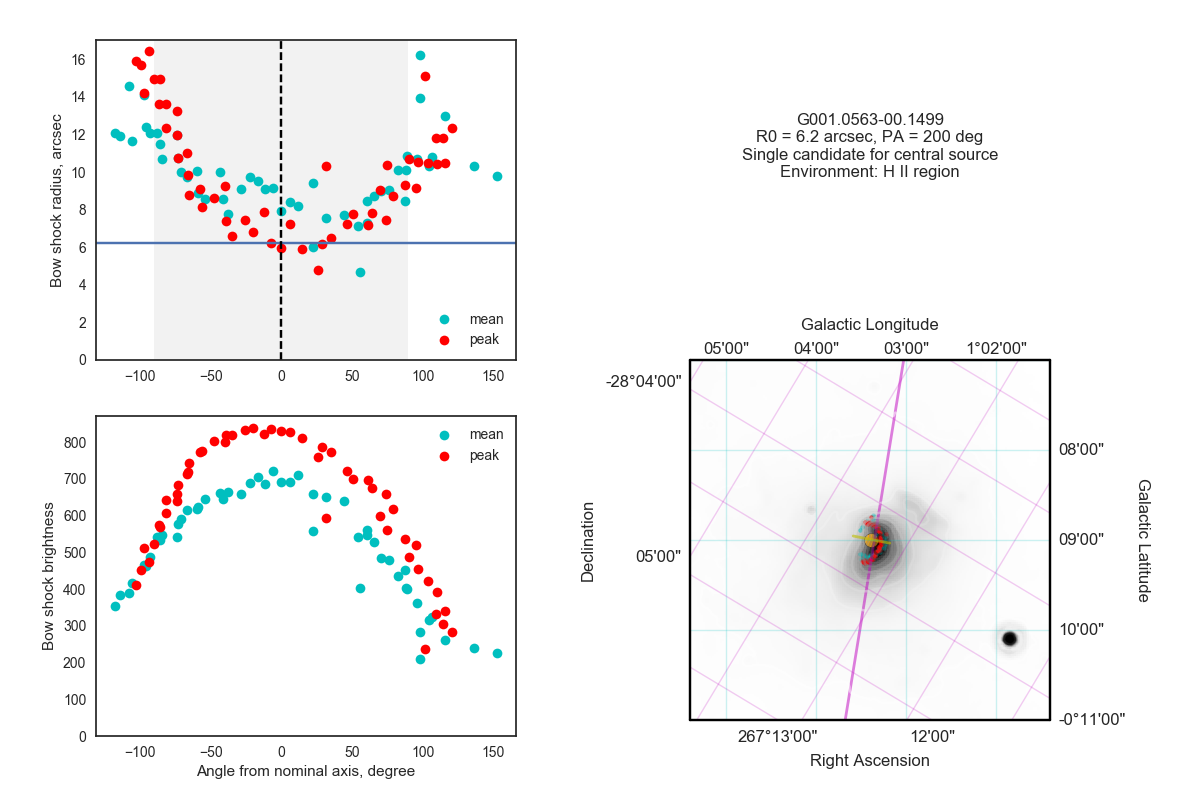 16
14
12
10
8
6
4
2
0
Bow shock radius, arcsec
mean
peak
−100 −50 0 50 100 150
800
700
600
500
400
300
200
100
0
Bow shock brightness
mean
peak
−100 −50 0 50 100 150
Angle from nominal axis, degree
G001.0563-00.1499
R0 = 6.2 arcsec, PA = 200 deg
Single candidate for central source
Environment: H II region
Galactic Longitude
05'00" 04'00" 03'00" 1°02'00"
-28°04'00"
05'00"
Declination
08'00"
09'00"
10'00"
-0°11'00"
Galactic Latitude
267°13'00" 12'00"
Right Ascension